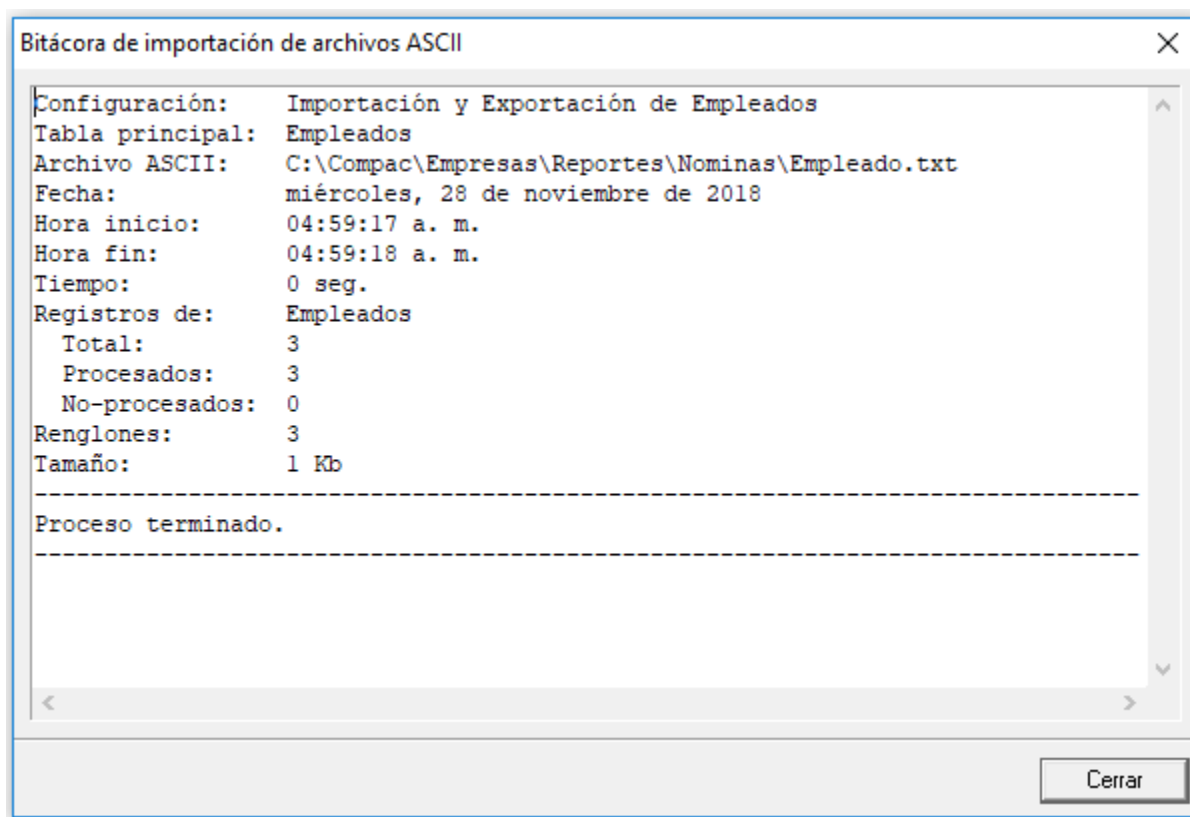 Bitácora de importación de archivos ASCII
Configuración: Importación y Exportación de Empleados
Tabla principal: Empleados
Archivo ASCII: C:\Compac\Empresas\Reportes\Nominas\Empleado.txt
Fecha: miércoles, 28 de noviembre de 2018
Hora inicio: 04:59:17 a. m.
Hora fin: 04:59:18 a. m.
Tiempo: 0 seg.
Registros de: Empleados
Total: 3
Procesados: 3
No-procesados: 0
Renglones: 3
Tamaño: 1 Kb
-------------------------------------------------------------------------------
Proceso terminado.
-------------------------------------------------------------------------------
Cerrar